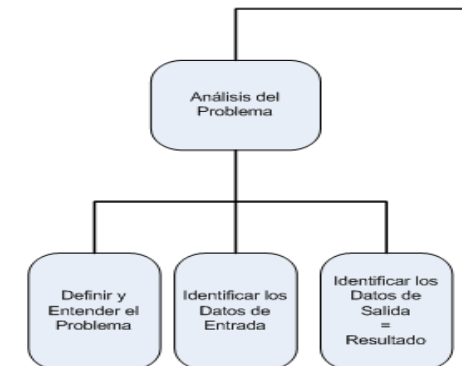 Análisis del
Problema
Definir y
Entender el
Problema
Identificar los
Datos de
Entrada
Identificar los
Datos de
Salida
=
Resultado